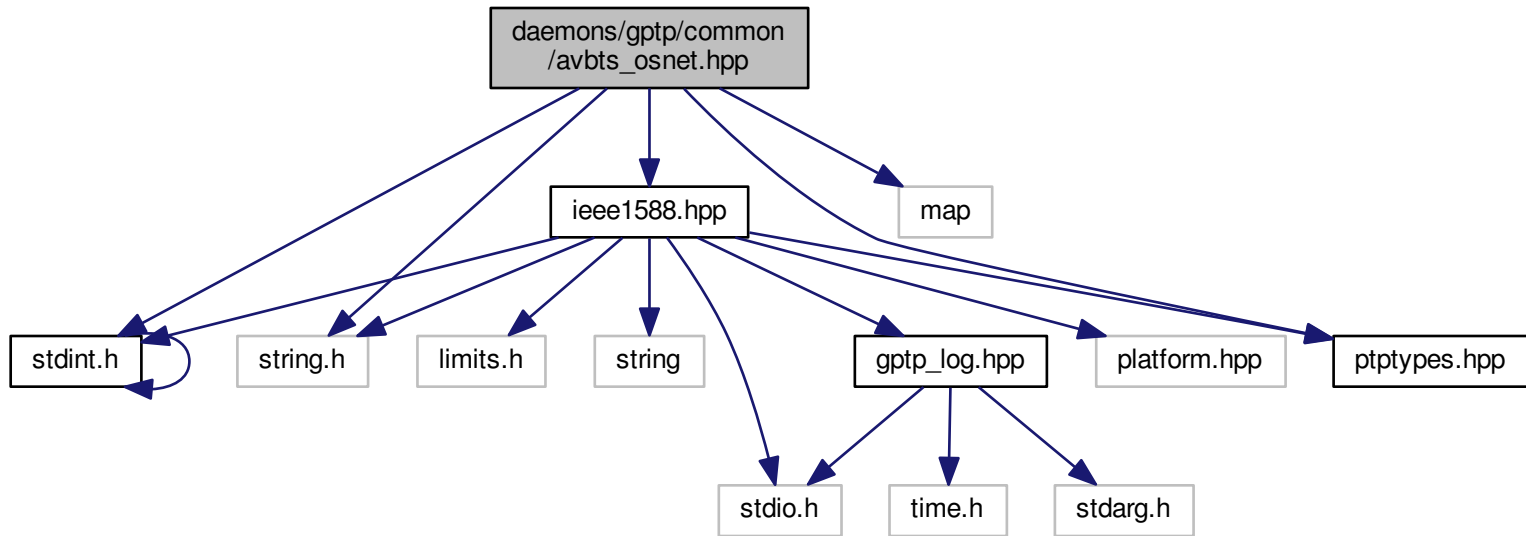 daemons/gptp/common
/avbts_osnet.hpp
ieee1588.hpp
map
stdint.h
string.h
limits.h
string
gptp_log.hpp
platform.hpp
ptptypes.hpp
stdio.h
time.h
stdarg.h